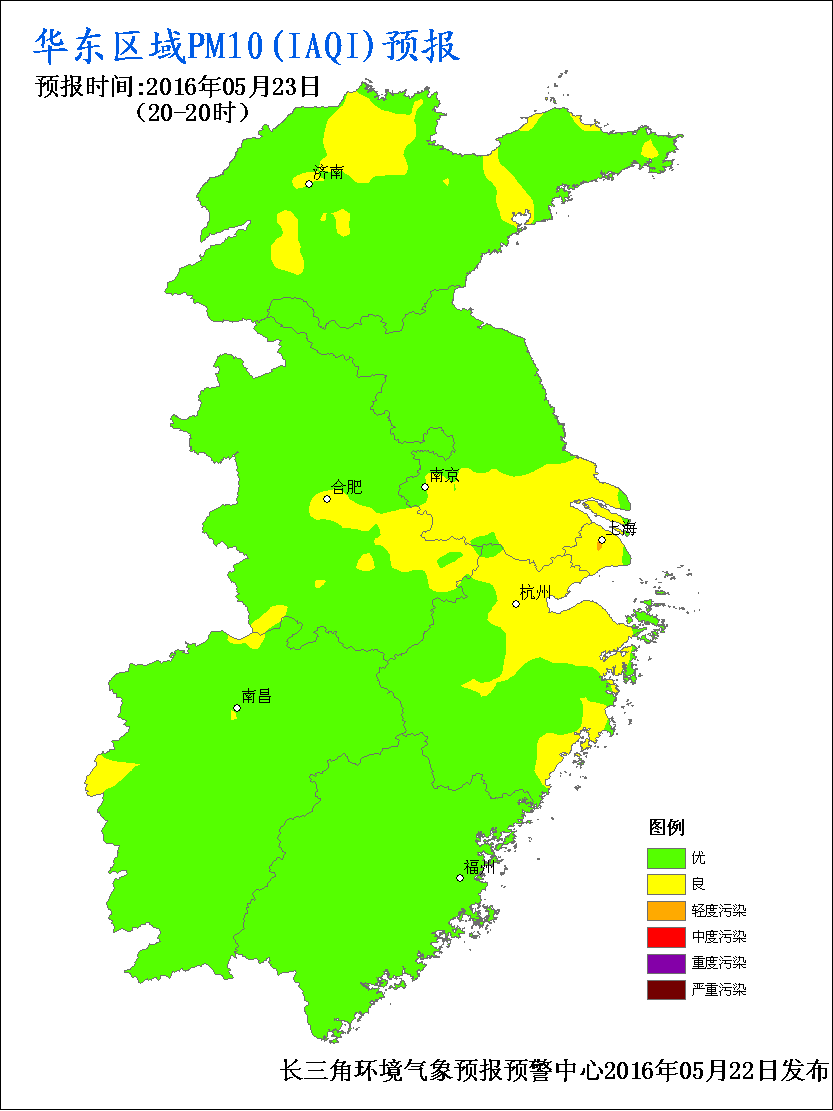 华东区域PM10(IAQI)预报
预报时间:2016年05月23日
(20-20时)
济南
南京
合肥
上海
杭州
南昌
福州
图例
优
良
轻度污染
中度污染
重度污染
严重污染
长三角环境气象预报预警中心2016年05月22日发布